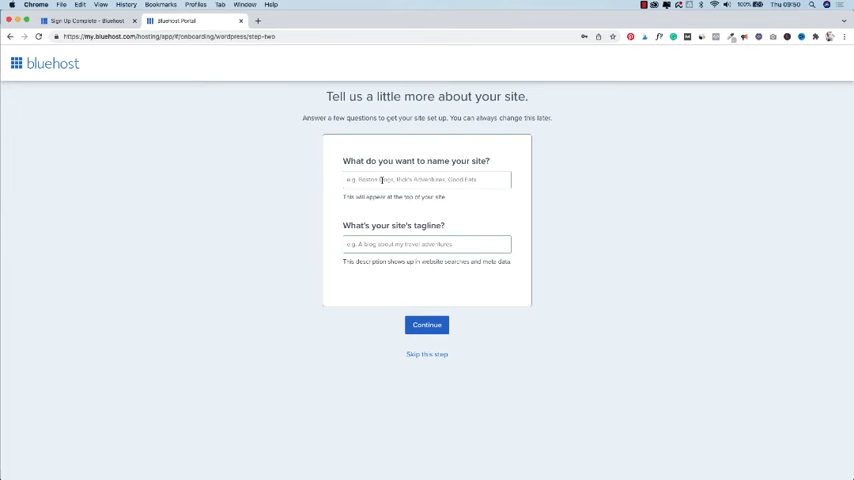 Chrome File Edit View History Bookmarks Profiles Tab Window Help 100% Thu 09:50
Sign Up Complete - Bluehost Bluehost Portal
https://my.bluehost.com/hosting/app/#/onboarding/wordpress/step-two
bluehost
Tell us a little more about your site.
Answer a few questions to get your site set up. You can always change this later.
What do you want to name your site?
e.g. Boston Blogs, Rick's Adventures, Good Eats
This will appear at the top of your site
What's your site's tagline?
e.g. A blog about my travel adventures
This description shows up in website searches and meta data.
Continue
Skip this step